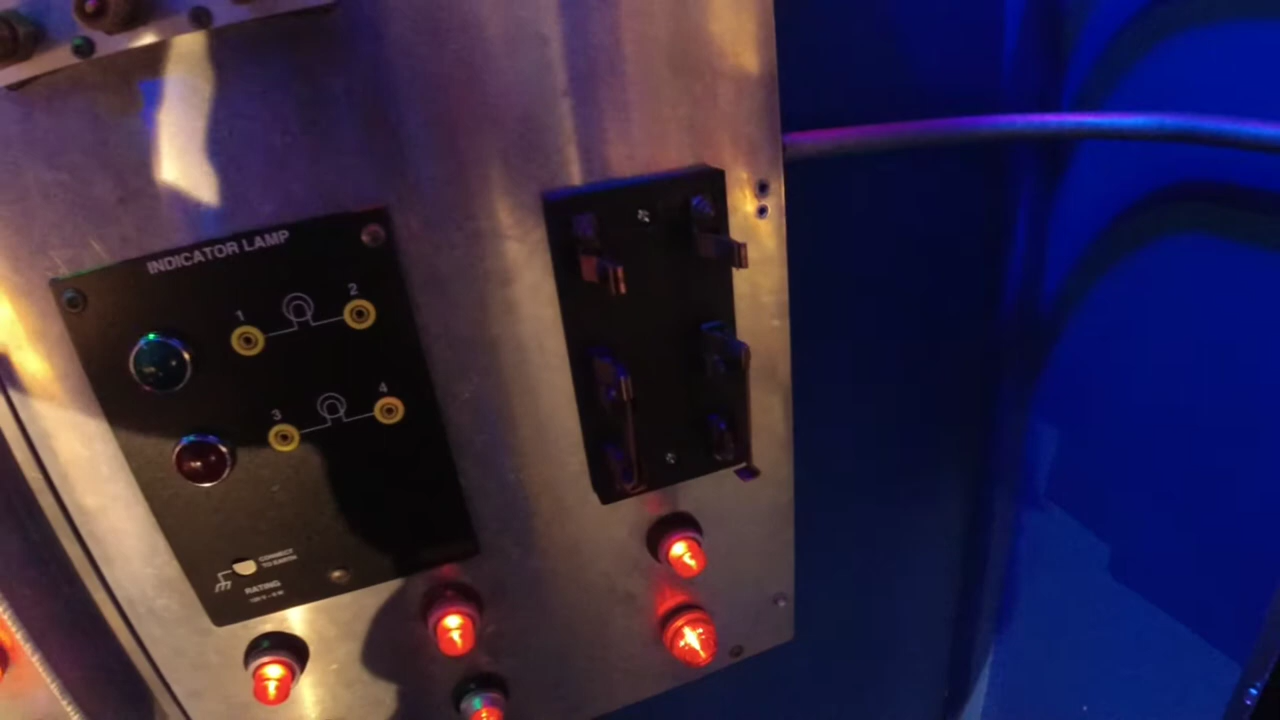 INDICATOR LAMP
1
2
3
4
CONNECT
TO EARTH
RATING